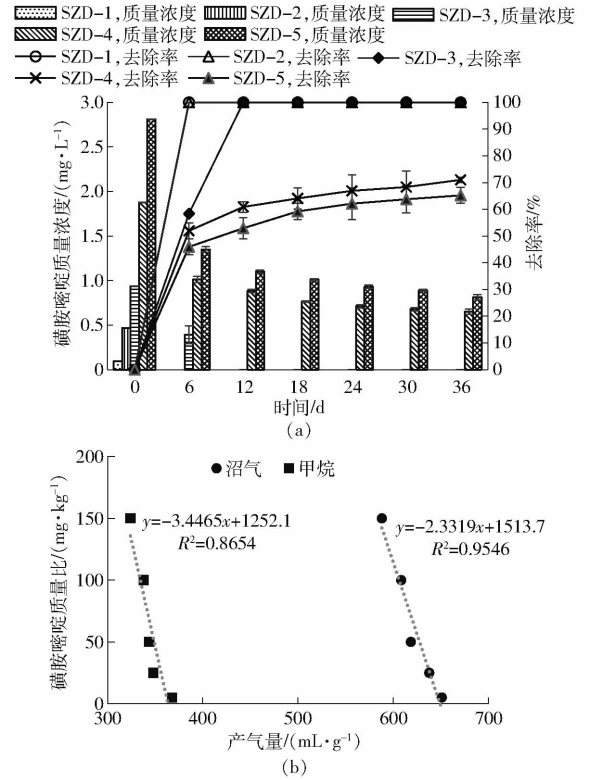 SZD-1,质量浓度 SZD-2,质量浓度 SZD-3,质量浓度
SZD-4,质量浓度 SZD-5,质量浓度
SZD-1,去除率 SZD-2,去除率 SZD-3,去除率
SZD-4,去除率 SZD-5,去除率
磺胺嘧啶质量浓度/(mg·L⁻¹)
3.0
2.5
2.0
1.5
1.0
0.5
0
100
90
80
70
60
50
40
30
20
10
0
去除率/%
0 6 12 18 24 30 36
时间/d
(a)
沼气 甲烷
磺胺嘧啶质量比/(mg·kg⁻¹)
200
150
100
50
0
y=-3.4465x+1252.1
R²=0.8654
y=-2.3319x+1513.7
R²=0.9546
300 400 500 600 700
产气量/(mL·g⁻¹)
(b)